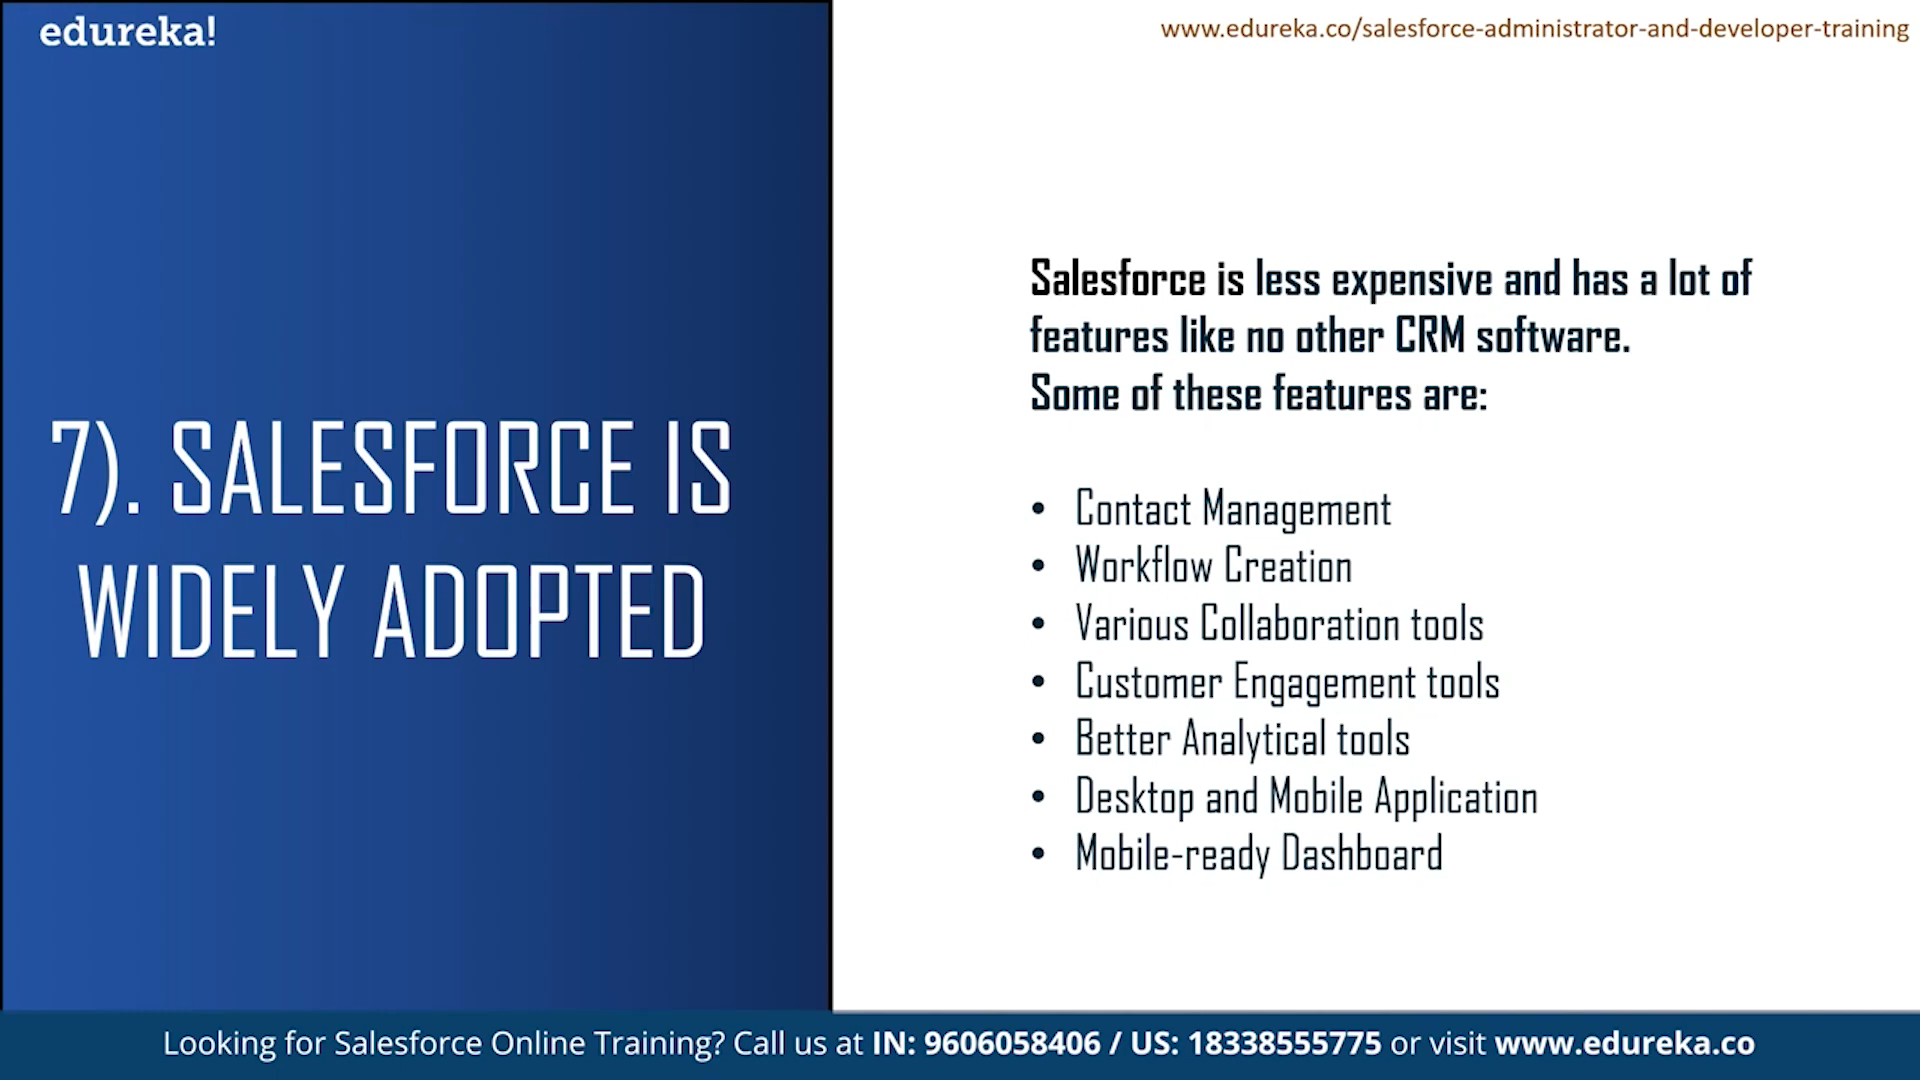 edureka!
www.edureka.co/salesforce-administrator-and-developer-training
7). SALESFORCE IS
WIDELY ADOPTED
Salesforce is less expensive and has a lot of
features like no other CRM software.
Some of these features are:
• Contact Management
• Workflow Creation
• Various Collaboration tools
• Customer Engagement tools
• Better Analytical tools
• Desktop and Mobile Application
• Mobile-ready Dashboard
Looking for Salesforce Online Training? Call us at IN: 9606058406 / US: 18338555775 or visit www.edureka.co